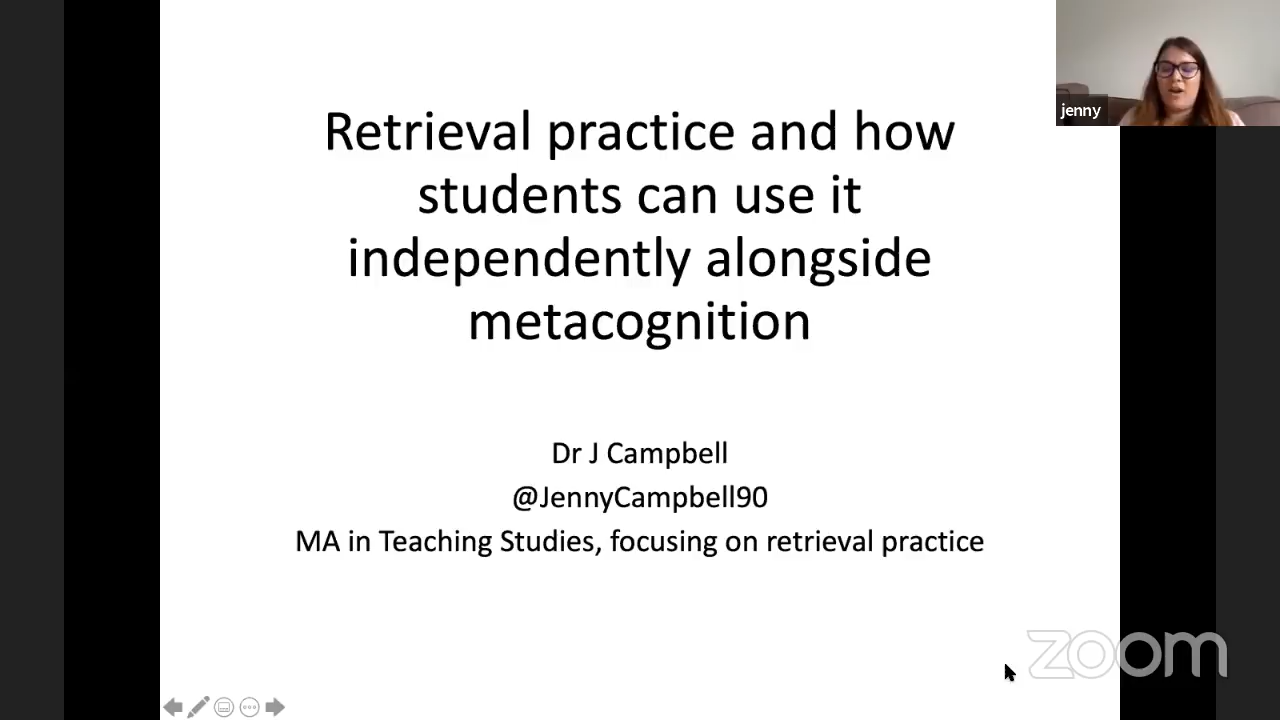 Retrieval practice and how
students can use it
independently alongside
metacognition
Dr J Campbell
@JennyCampbell90
MA in Teaching Studies, focusing on retrieval practice
jenny
zoom